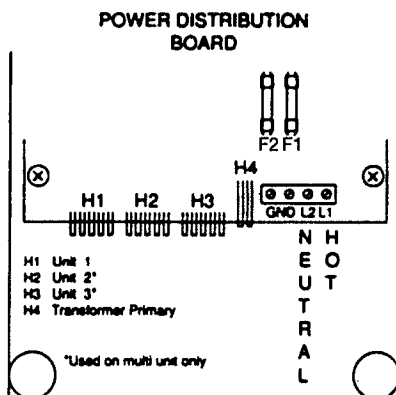 POWER DISTRIBUTION
BOARD
F2 F1
H4
H1 H2 H3
GND L2 L1
NEUTRAL
HOT
H1 Unit 1
H2 Unit 2*
H3 Unit 3*
H4 Transformer Primary
*Used on multi unit only